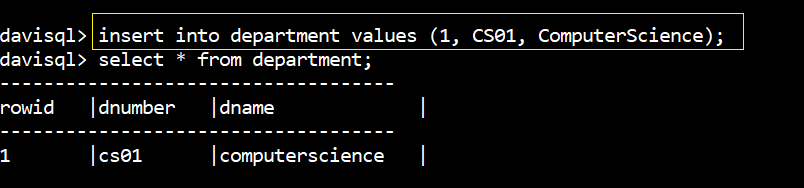 davisql> insert into department values (1, CS01, ComputerScience);
davisql> select * from department;
------------------------------------
rowid |dnumber |dname |
------------------------------------
1 |cs01 |computerscience |